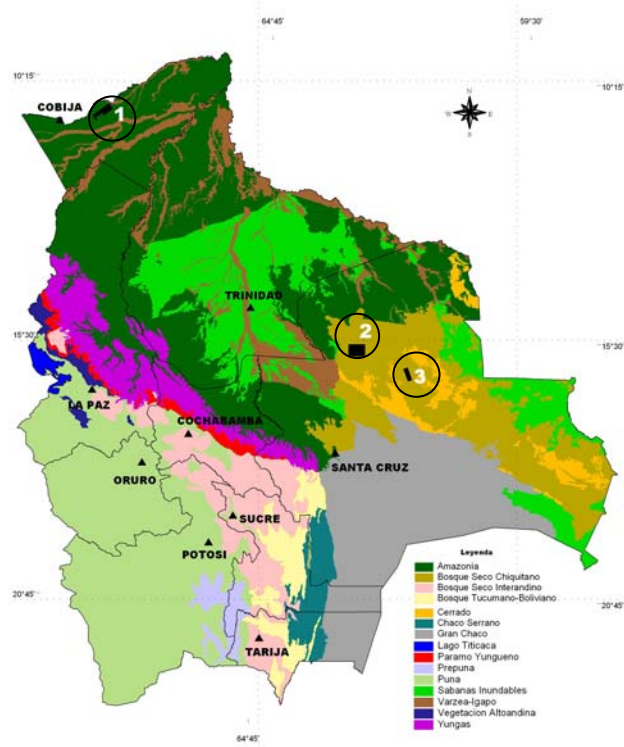 64°45' 59°30'
10°15' 10°15'
COBIJA
1
N
W E
S
TRINIDAD
2
15°30' 15°30'
3
LA PAZ
COCHABAMBA
SANTA CRUZ
ORURO
SUCRE
POTOSI
Leyenda
Amazonia
Bosque Seco Chiquitano
Bosque Seco Interandino
Bosque Tucumano-Boliviano
Cerrado
Chaco Serrano
Gran Chaco
Lago Titicaca
Paramo Yungueno
Prepuna
Puna
Sabanas Inundables
Varzea-Igapo
Vegetacion Altoandina
Yungas
20°45' 20°45'
TARIJA
64°45' 59°30'